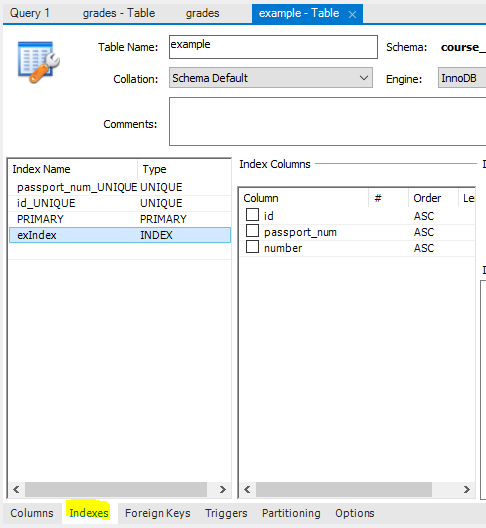 Query 1 grades - Table grades example - Table
Table Name: example Schema: course_
Collation: Schema Default Engine: InnoDB
Comments:
Index Name Type
passport_num_UNIQUE UNIQUE
id_UNIQUE UNIQUE
PRIMARY PRIMARY
exIndex INDEX
Index Columns
Column # Order Le
id ASC
passport_num ASC
number ASC
Columns Indexes Foreign Keys Triggers Partitioning Options